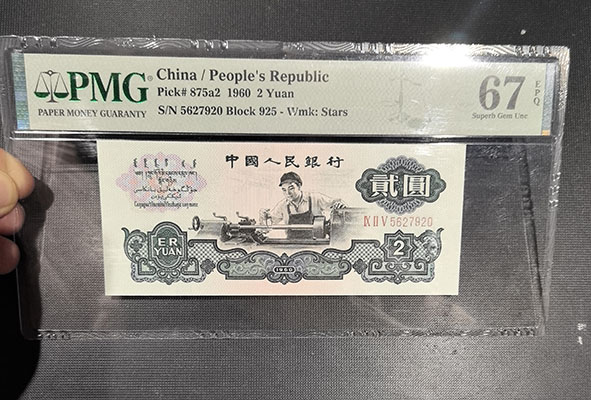 PMG
PAPER MONEY GUARANTY
China / People's Republic
Pick# 875a2 1960 2 Yuan
S/N 5627920 Block 925 - Wmk: Stars
67
EPQ
Superb Gem Unc
中國人民銀行
貳圓
IX II V 5627920
ER
YUAN
1960
2